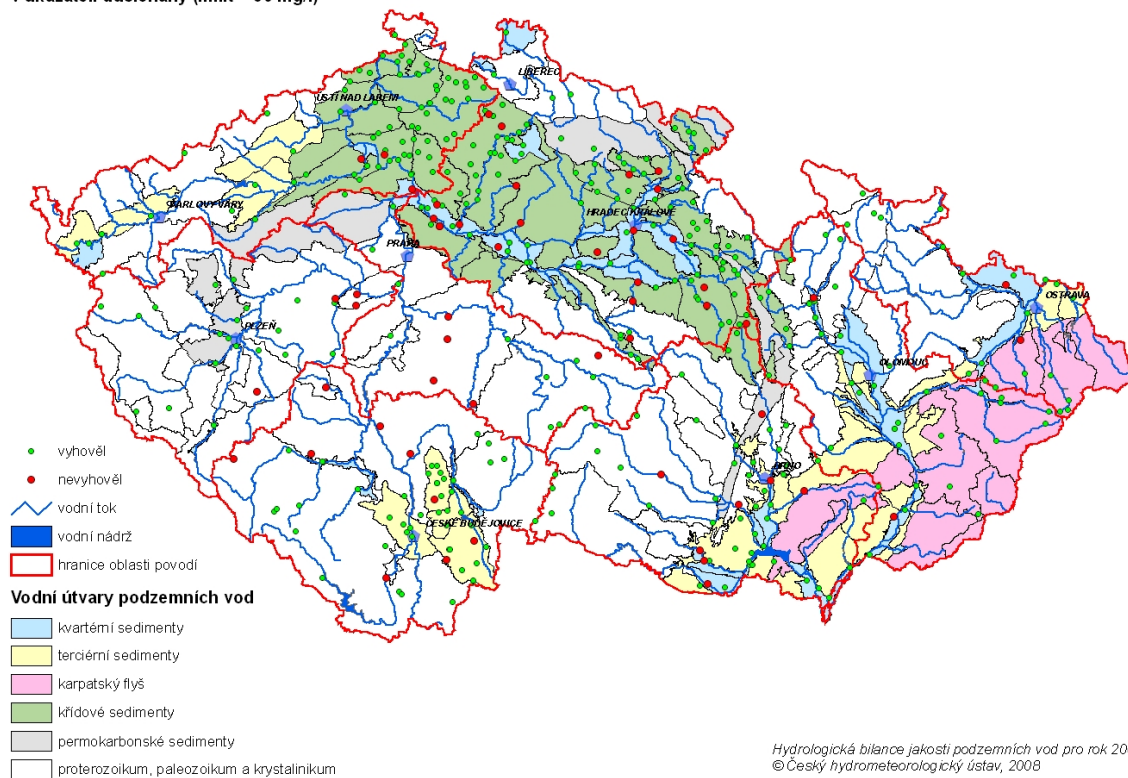 LIBEREC
ÚSTÍ NAD LABEM
KARLOVY VARY
HRADEC KRÁLOVÉ
PRAHA
OSTRAVA
PLZEŇ
OLOMOUC
BRNO
ČESKÉ BUDĚJOVICE
vyhověl
nevyhověl
vodní tok
vodní nádrž
hranice oblasti povodí
Vodní útvary podzemních vod
kvartérní sedimenty
terciérní sedimenty
karpatský flyš
křídové sedimenty
permokarbonské sedimenty
proterozoikum, paleozoikum a krystalinikum
Hydrologická bilance jakosti podzemních vod pro rok 20
© Český hydrometeorologický ústav, 2008